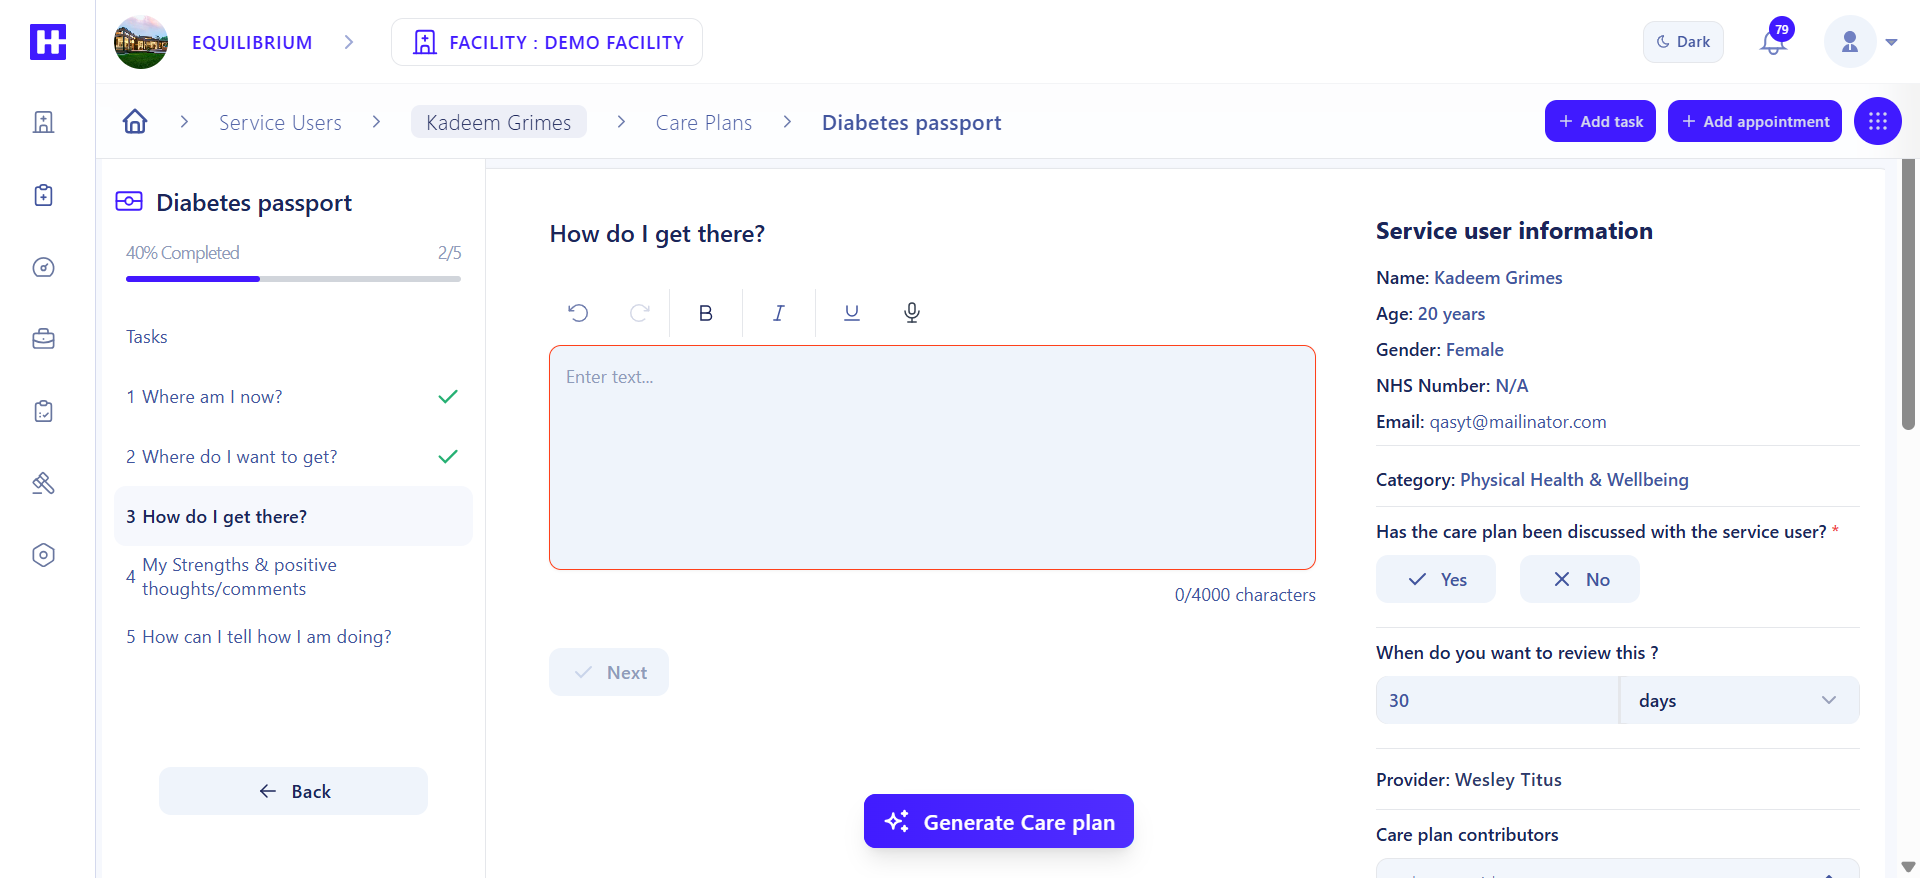 EQUILIBRIUM
FACILITY : DEMO FACILITY
Dark
79
Service Users
Kadeem Grimes
Care Plans
Diabetes passport
+ Add task
+ Add appointment
Diabetes passport
40% Completed
2/5
Tasks
1 Where am I now?
2 Where do I want to get?
3 How do I get there?
4 My Strengths & positive
thoughts/comments
5 How can I tell how I am doing?
Back
How do I get there?
B
I
U
Enter text...
0/4000 characters
Next
Generate Care plan
Service user information
Name: Kadeem Grimes
Age: 20 years
Gender: Female
NHS Number: N/A
Email: qasyt@mailinator.com
Category: Physical Health & Wellbeing
Has the care plan been discussed with the service user? *
Yes
No
When do you want to review this ?
30
days
Provider: Wesley Titus
Care plan contributors